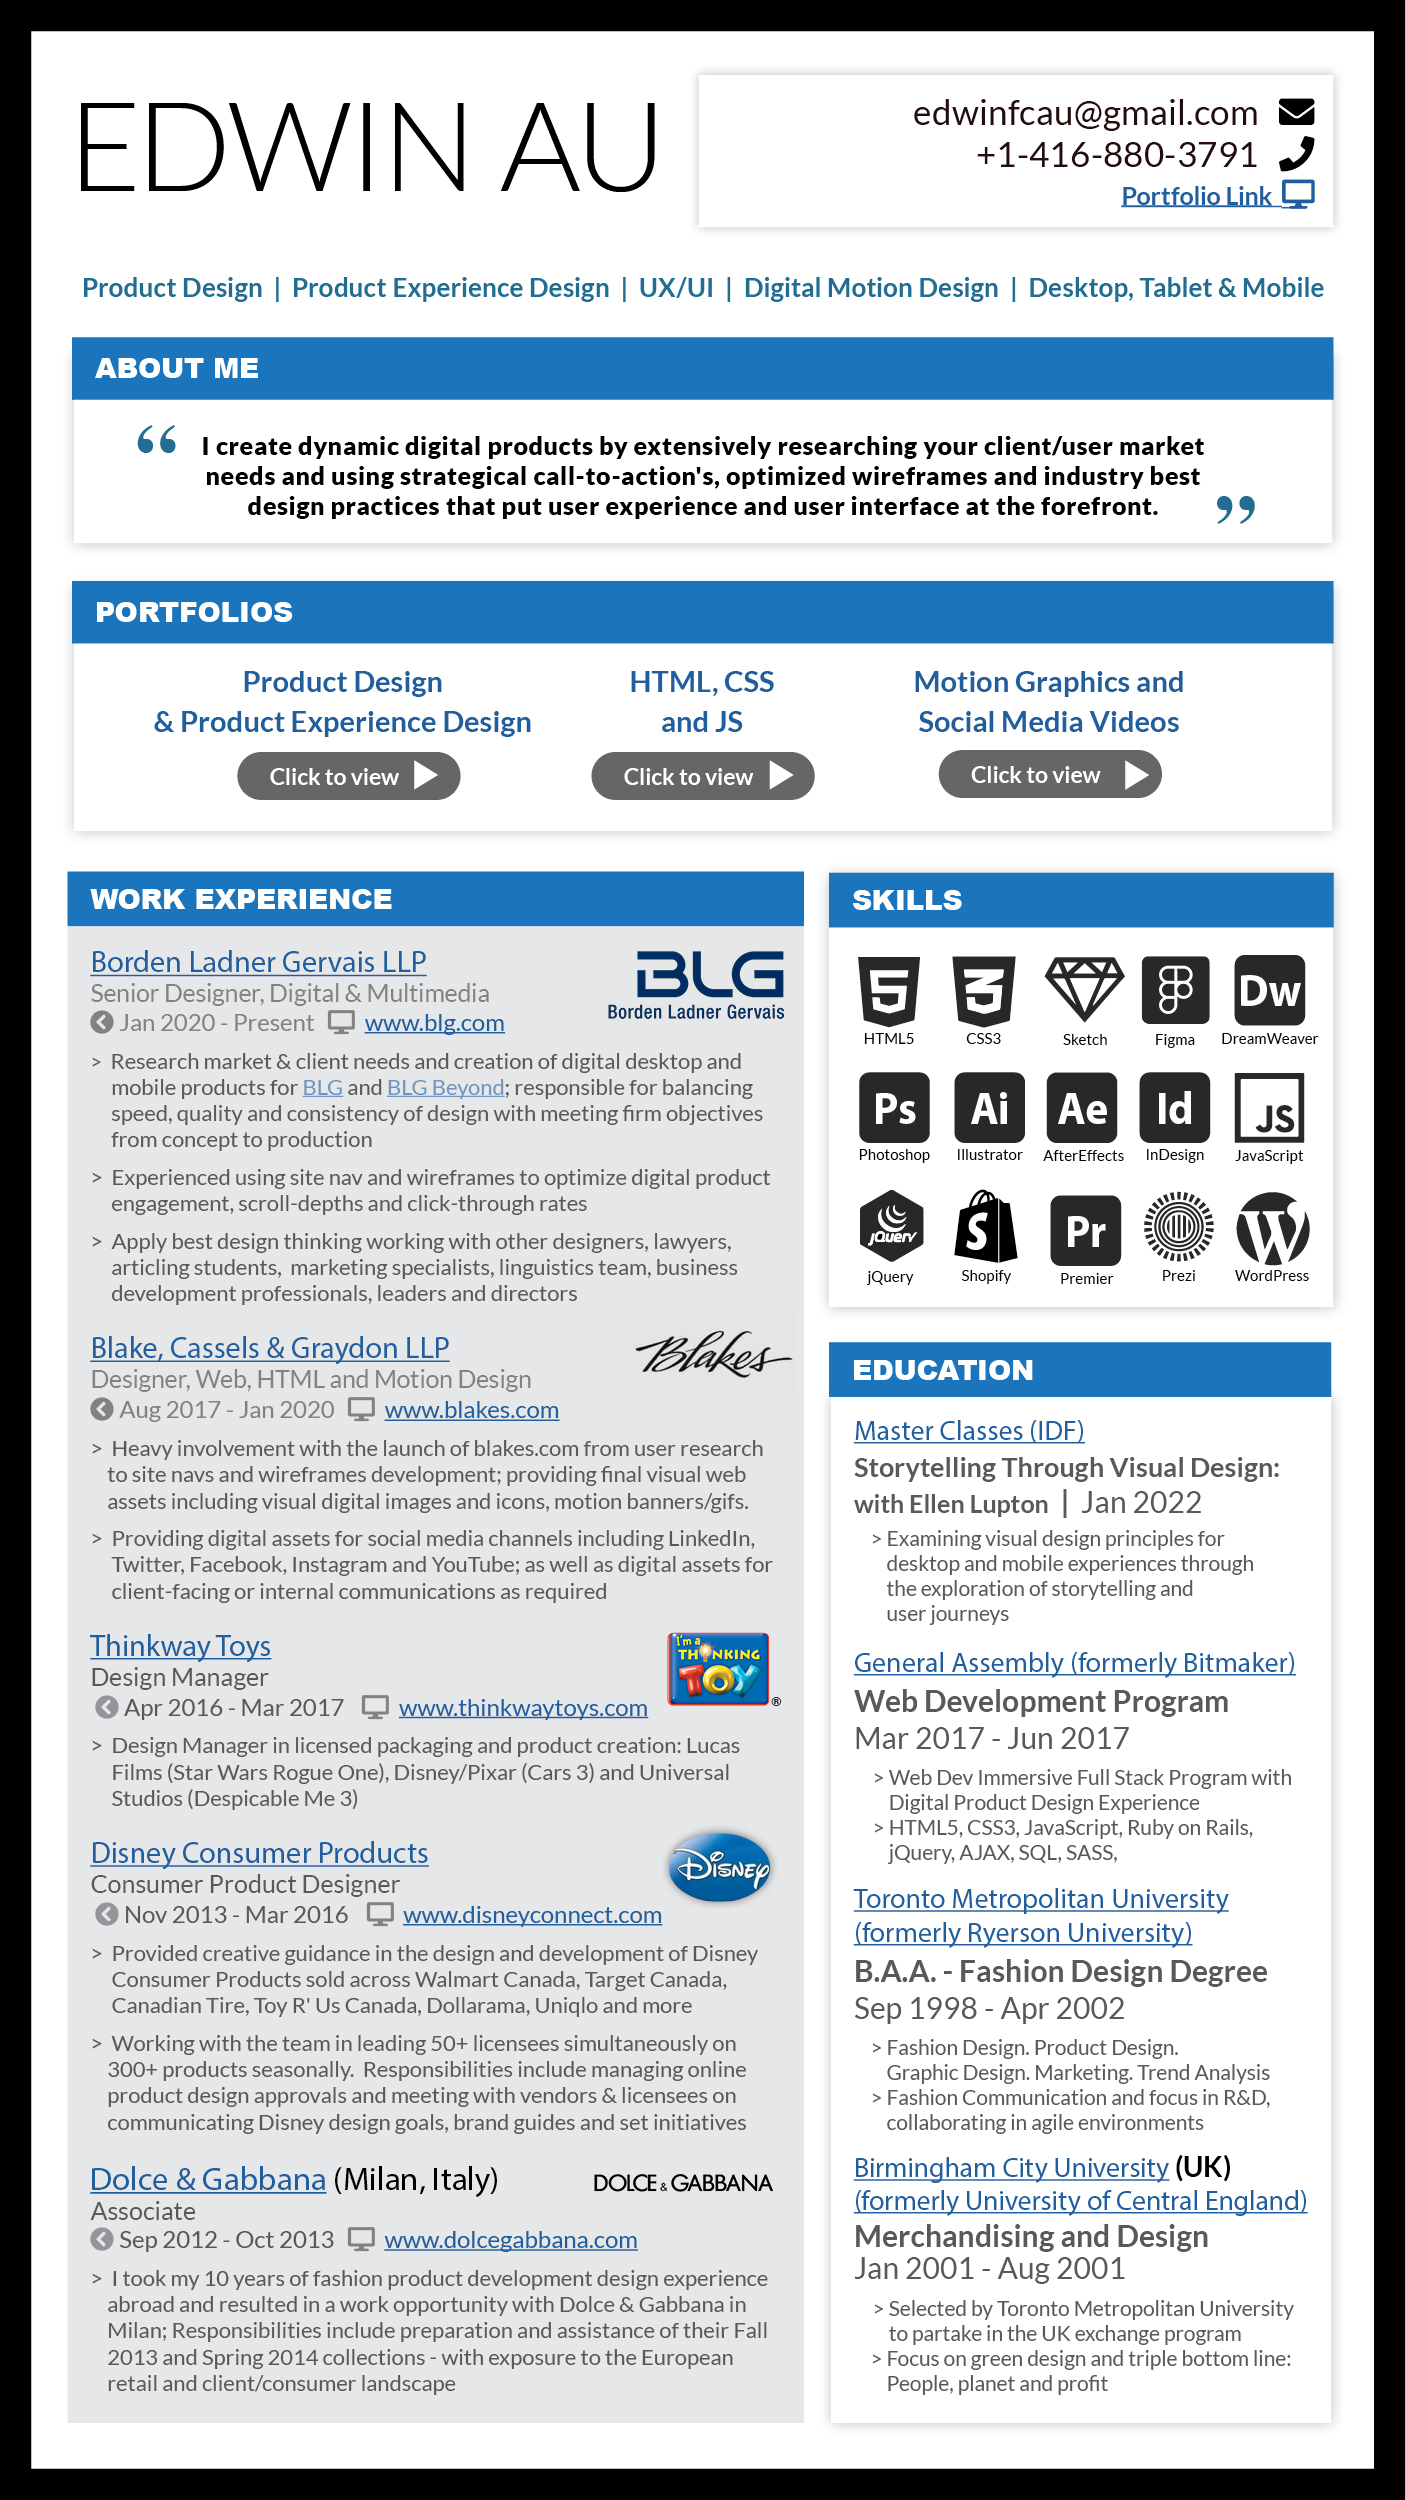 EDWIN AU
edwinfcau@gmail.com
+1-416-880-3791
Portfolio Link
Product Design | Product Experience Design | UX/UI | Digital Motion Design | Desktop, Tablet & Mobile
ABOUT ME
“ I create dynamic digital products by extensively researching your client/user market
needs and using strategical call-to-action's, optimized wireframes and industry best
design practices that put user experience and user interface at the forefront. ”
PORTFOLIOS
Product Design
& Product Experience Design
Click to view
HTML, CSS
and JS
Click to view
Motion Graphics and
Social Media Videos
Click to view
WORK EXPERIENCE
Borden Ladner Gervais LLP
Senior Designer, Digital & Multimedia
Jan 2020 - Present www.blg.com
BLG
Borden Ladner Gervais
> Research market & client needs and creation of digital desktop and
mobile products for BLG and BLG Beyond; responsible for balancing
speed, quality and consistency of design with meeting firm objectives
from concept to production
> Experienced using site nav and wireframes to optimize digital product
engagement, scroll-depths and click-through rates
> Apply best design thinking working with other designers, lawyers,
articling students, marketing specialists, linguistics team, business
development professionals, leaders and directors
Blake, Cassels & Graydon LLP
Designer, Web, HTML and Motion Design
Aug 2017 - Jan 2020 www.blakes.com
Blakes
> Heavy involvement with the launch of blakes.com from user research
to site navs and wireframes development; providing final visual web
assets including visual digital images and icons, motion banners/gifs.
> Providing digital assets for social media channels including LinkedIn,
Twitter, Facebook, Instagram and YouTube; as well as digital assets for
client-facing or internal communications as required
Thinkway Toys
Design Manager
Apr 2016 - Mar 2017 www.thinkwaytoys.com
I'm a
THINKING
TOY
®
> Design Manager in licensed packaging and product creation: Lucas
Films (Star Wars Rogue One), Disney/Pixar (Cars 3) and Universal
Studios (Despicable Me 3)
Disney Consumer Products
Consumer Product Designer
Nov 2013 - Mar 2016 www.disneyconnect.com
Disney
> Provided creative guidance in the design and development of Disney
Consumer Products sold across Walmart Canada, Target Canada,
Canadian Tire, Toy R' Us Canada, Dollarama, Uniqlo and more
> Working with the team in leading 50+ licensees simultaneously on
300+ products seasonally. Responsibilities include managing online
product design approvals and meeting with vendors & licensees on
communicating Disney design goals, brand guides and set initiatives
Dolce & Gabbana (Milan, Italy)
DOLCE & GABBANA
Associate
Sep 2012 - Oct 2013 www.dolcegabbana.com
> I took my 10 years of fashion product development design experience
abroad and resulted in a work opportunity with Dolce & Gabbana in
Milan; Responsibilities include preparation and assistance of their Fall
2013 and Spring 2014 collections - with exposure to the European
retail and client/consumer landscape
SKILLS
5 3 Dw
HTML5 CSS3 Sketch Figma DreamWeaver
Ps Ai Ae Id JS
Photoshop Illustrator AfterEffects InDesign JavaScript
jQuery S Pr W
jQuery Shopify Premier Prezi WordPress
EDUCATION
Master Classes (IDF)
Storytelling Through Visual Design:
with Ellen Lupton | Jan 2022
> Examining visual design principles for
desktop and mobile experiences through
the exploration of storytelling and
user journeys
General Assembly (formerly Bitmaker)
Web Development Program
Mar 2017 - Jun 2017
> Web Dev Immersive Full Stack Program with
Digital Product Design Experience
> HTML5, CSS3, JavaScript, Ruby on Rails,
jQuery, AJAX, SQL, SASS,
Toronto Metropolitan University
(formerly Ryerson University)
B.A.A. - Fashion Design Degree
Sep 1998 - Apr 2002
> Fashion Design. Product Design.
Graphic Design. Marketing. Trend Analysis
> Fashion Communication and focus in R&D,
collaborating in agile environments
Birmingham City University (UK)
(formerly University of Central England)
Merchandising and Design
Jan 2001 - Aug 2001
> Selected by Toronto Metropolitan University
to partake in the UK exchange program
> Focus on green design and triple bottom line:
People, planet and profit